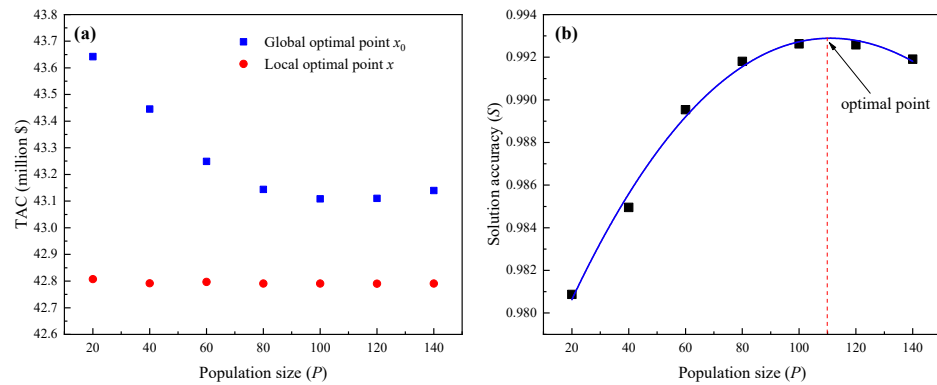 (a)
Global optimal point x0
Local optimal point x
TAC (million $)
43.8
43.7
43.6
43.5
43.4
43.3
43.2
43.1
43.0
42.9
42.8
42.7
42.6
20 40 60 80 100 120 140
Population size (P)
(b)
optimal point
Solution accuracy (S)
0.994
0.992
0.990
0.988
0.986
0.984
0.982
0.980
20 40 60 80 100 120 140
Population size (P)